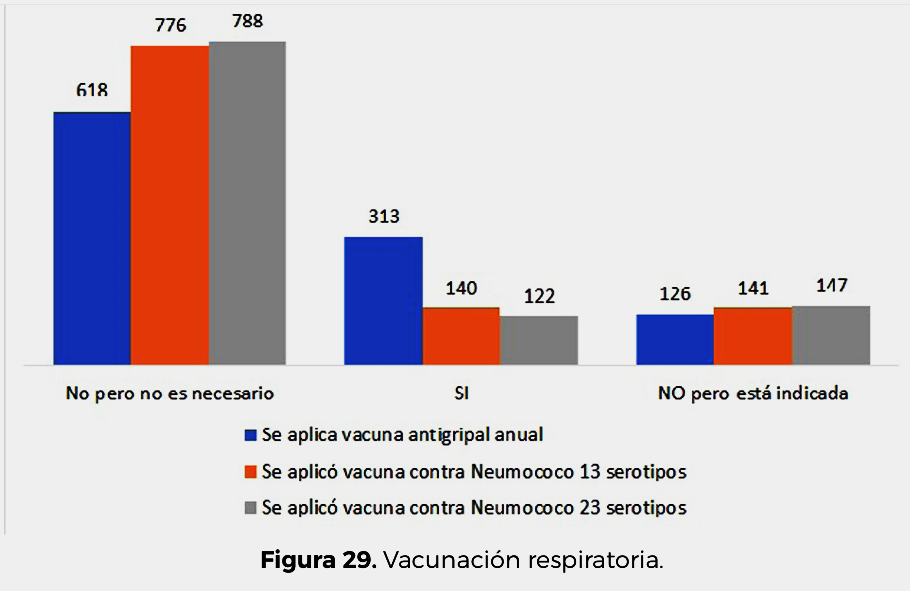 618
776
788
313
140
122
126
141
147
No pero no es necesario
SI
NO pero está indicada
Se aplica vacuna antigripal anual
Se aplicó vacuna contra Neumococo 13 serotipos
Se aplicó vacuna contra Neumococo 23 serotipos
Figura 29. Vacunación respiratoria.